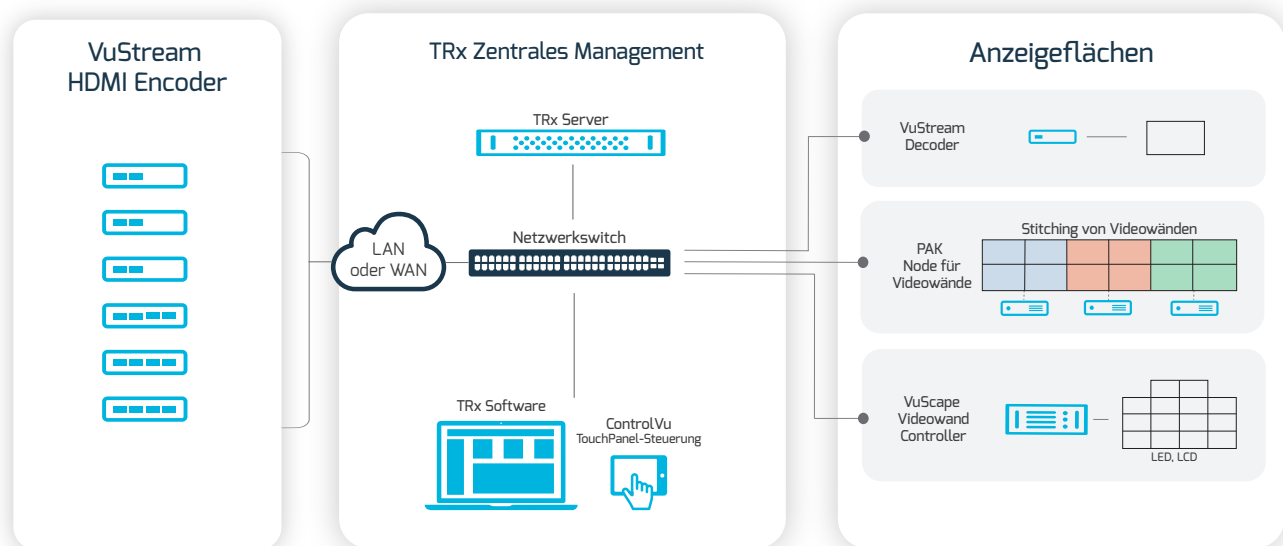 VuStream
HDMI Encoder
TRx Zentrales Management
TRx Server
LAN
oder WAN
Netzwerkswitch
TRx Software
ControlVu
TouchPanel-Steuerung
Anzeigeflächen
VuStream
Decoder
PAK
Node für
Videowände
Stitching von Videowänden
VuScape
Videowand
Controller
LED, LCD